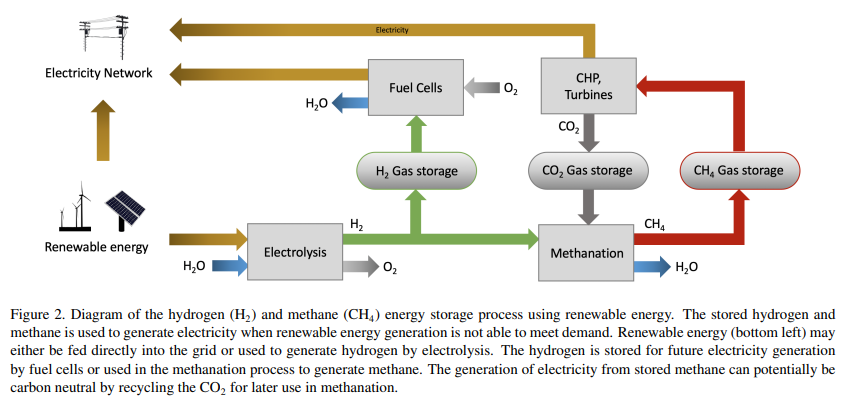 Electricity
Electricity Network
Fuel Cells
O₂
CHP,
Turbines
H₂O
CO₂
H₂ Gas storage
CO₂ Gas storage
CH₄ Gas storage
Renewable energy
H₂
CH₄
Electrolysis
Methanation
H₂O
O₂
H₂O
Figure 2. Diagram of the hydrogen (H₂) and methane (CH₄) energy storage process using renewable energy. The stored hydrogen and
methane is used to generate electricity when renewable energy generation is not able to meet demand. Renewable energy (bottom left) may
either be fed directly into the grid or used to generate hydrogen by electrolysis. The hydrogen is stored for future electricity generation
by fuel cells or used in the methanation process to generate methane. The generation of electricity from stored methane can potentially be
carbon neutral by recycling the CO₂ for later use in methanation.